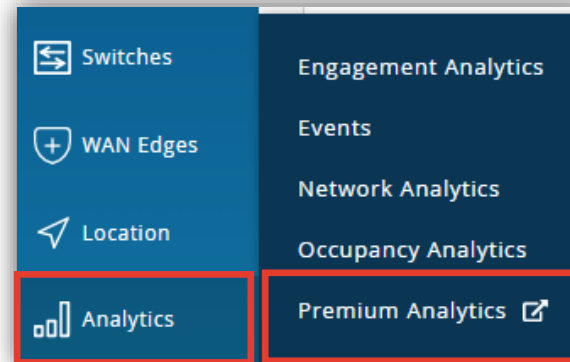 Switches
WAN Edges
Location
Analytics
Engagement Analytics
Events
Network Analytics
Occupancy Analytics
Premium Analytics